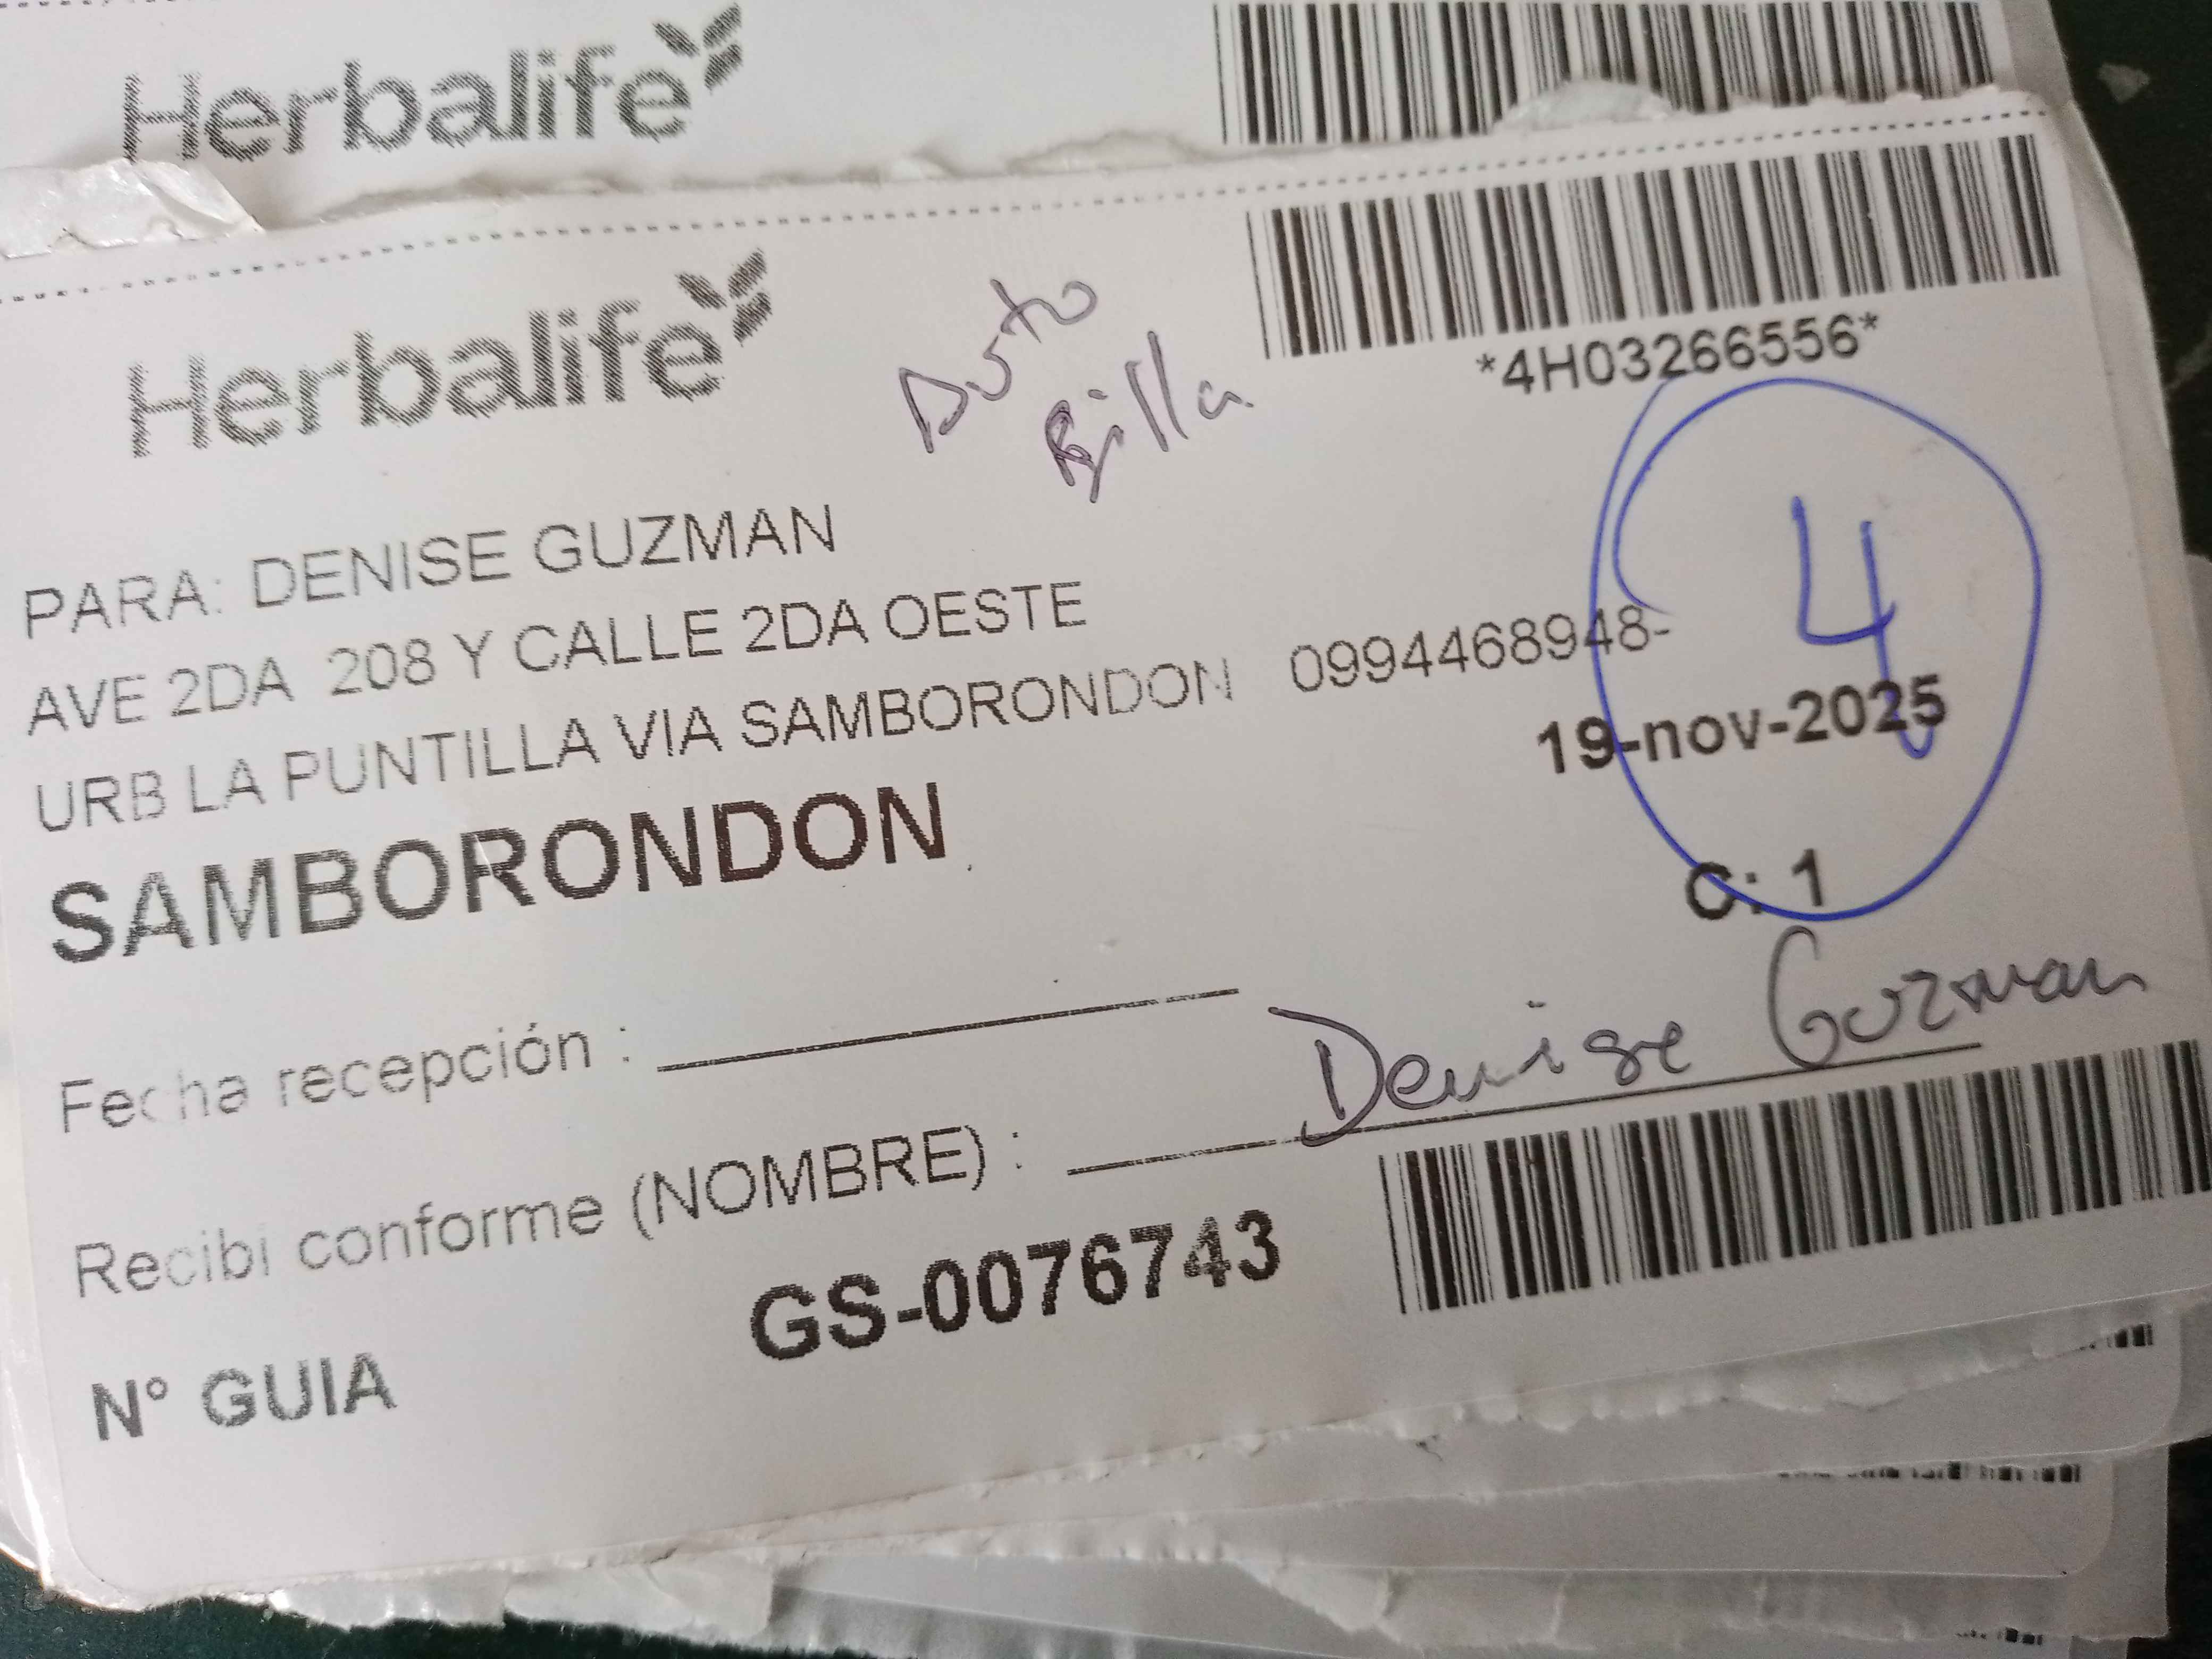 Herbalife
Herbalife
*4H03266556*
4
PARA: DENISE GUZMAN
AVE 2DA 208 Y CALLE 2DA OESTE
URB LA PUNTILLA VIA SAMBORONDON 0994468948-
19-nov-2025
SAMBORONDON
C: 1
Fecha recepción :
Recibi conforme (NOMBRE) : Denise Guzman
N° GUIA GS-0076743